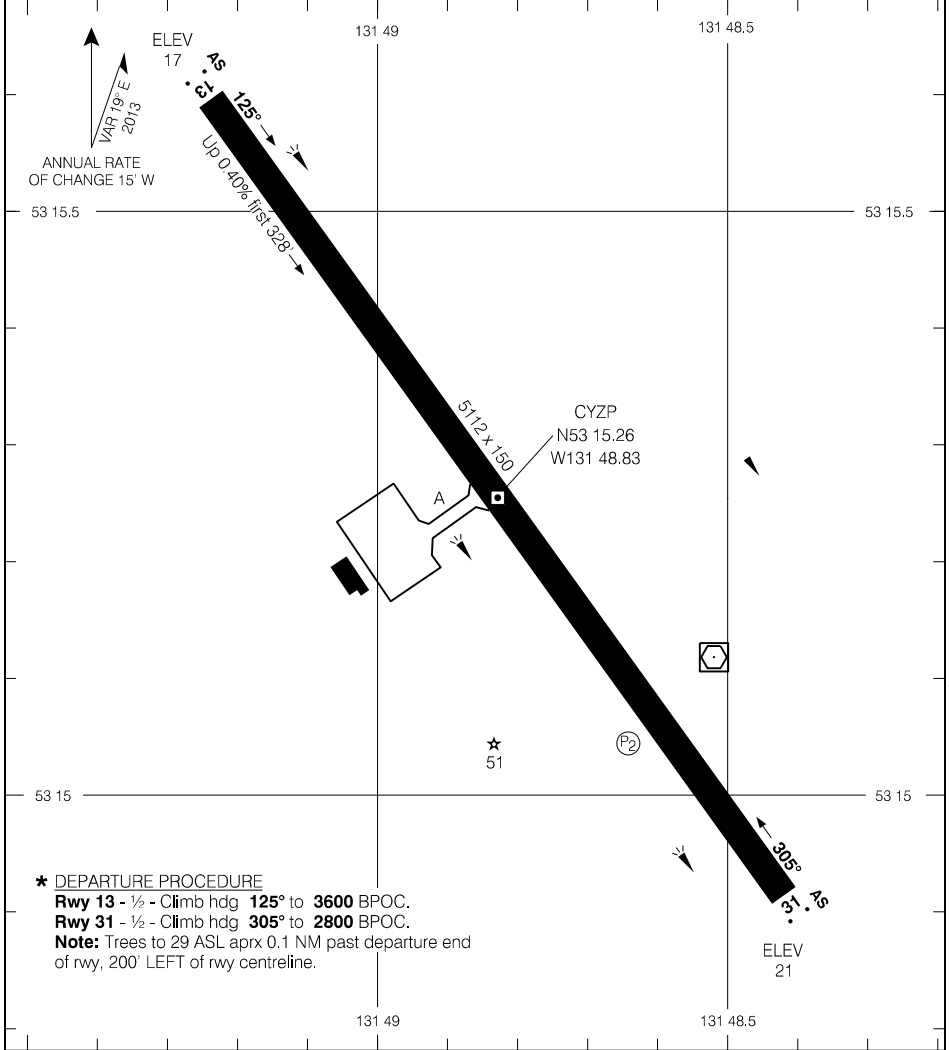 131 49
131 48.5
ELEV
17
AS
13
125°
VAR 19° E
2013
ANNUAL RATE
OF CHANGE 15' W
Up 0.40% first 328'
53 15.5
53 15.5
5112 x 150
CYZP
N53 15.26
W131 48.83
A
P2
51
53 15
53 15
305°
31
AS
ELEV
21
* DEPARTURE PROCEDURE
Rwy 13 - ½ - Climb hdg 125° to 3600 BPOC.
Rwy 31 - ½ - Climb hdg 305° to 2800 BPOC.
Note: Trees to 29 ASL aprx 0.1 NM past departure end
of rwy, 200' LEFT of rwy centreline.
131 49
131 48.5